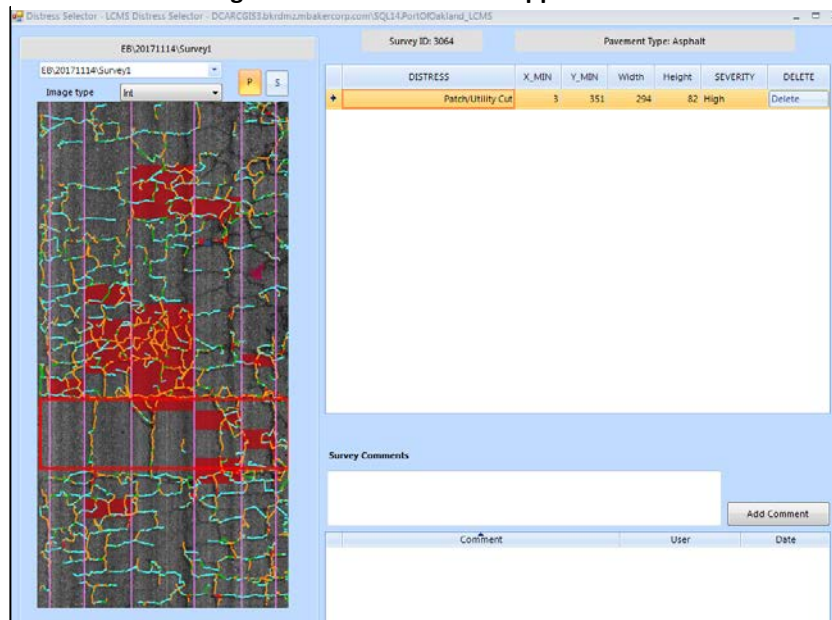 Distress Selector - LCMS Distress Selector - DCARCGIS3.bkrdmz.mbakercorp.com\SQL14.PortOfOakland_LCMS
EB\20171114\Survey1
Survey ID: 3064
Pavement Type: Asphalt
EB\20171114\Survey1
Image type
Int
P
S
DISTRESS X_MIN Y_MIN Width Height SEVERITY DELETE
Patch/Utility Cut 3 351 294 82 High Delete
Survey Comments
Add Comment
Comment User Date